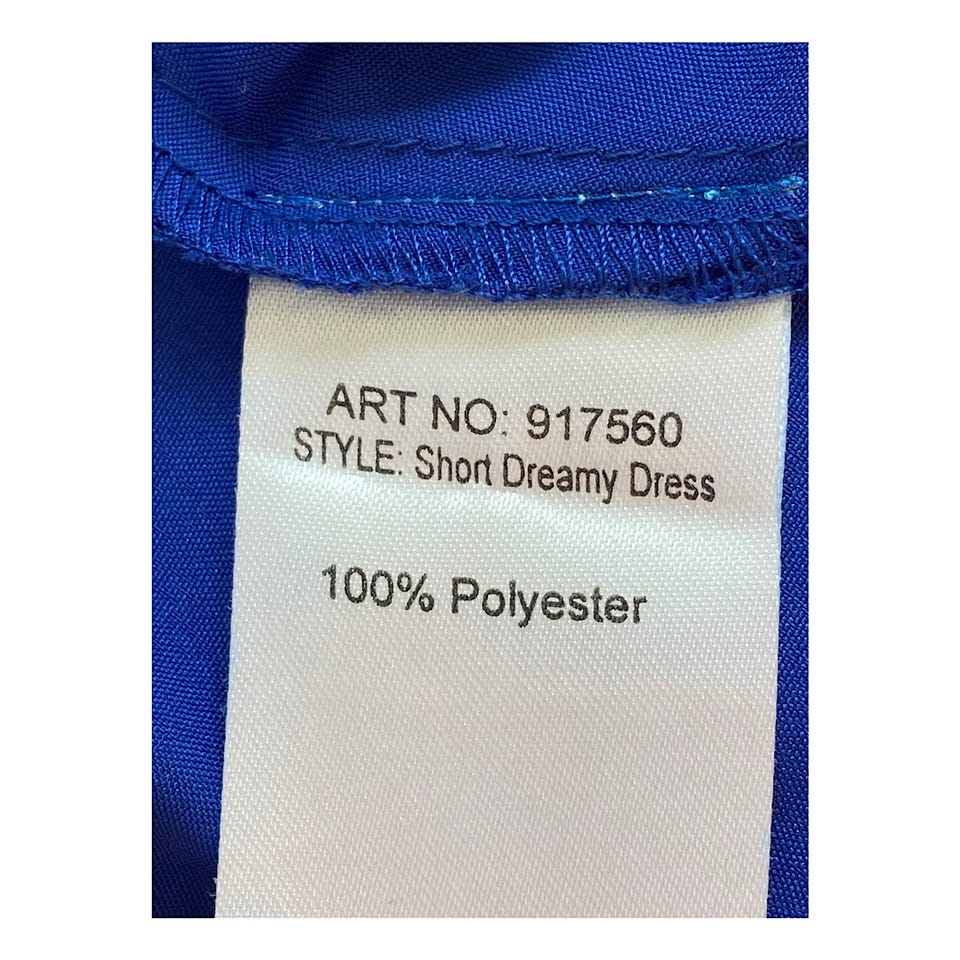 ART NO: 917560
STYLE: Short Dreamy Dress
100% Polyester